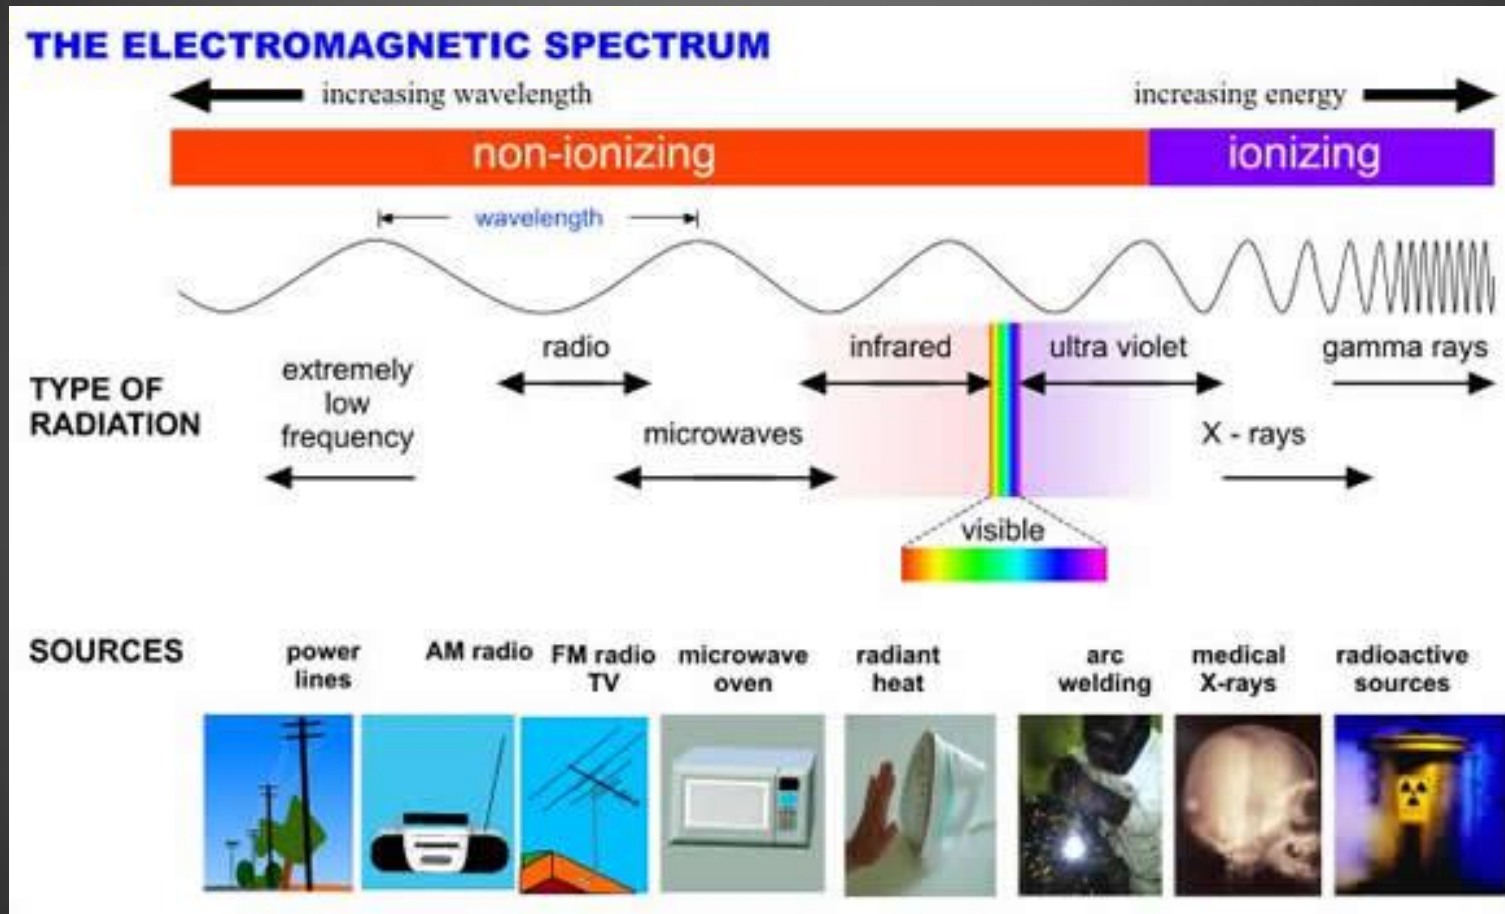 THE ELECTROMAGNETIC SPECTRUM
increasing wavelength
increasing energy
non-ionizing
ionizing
wavelength
TYPE OF
RADIATION
extremely
low
frequency
radio
microwaves
infrared
visible
ultra violet
X - rays
gamma rays
SOURCES
power
lines
AM radio
FM radio
TV
microwave
oven
radiant
heat
arc
welding
medical
X-rays
radioactive
sources